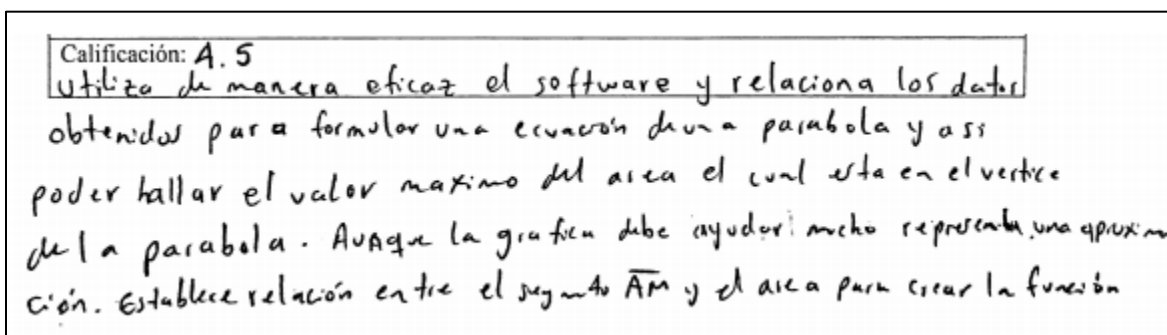 Calificación: A. 5
utiliza de manera eficaz el software y relaciona los datos
obtenidos para formular una ecuación de una parabola y assi
poder hallar el valor maximo del area el cual esta en el vertice
de la parabola. Aunque la grafica debe ayudar mucho representa una aproxima
ción. Establece relación entre el segmento AM y el area para crear la función